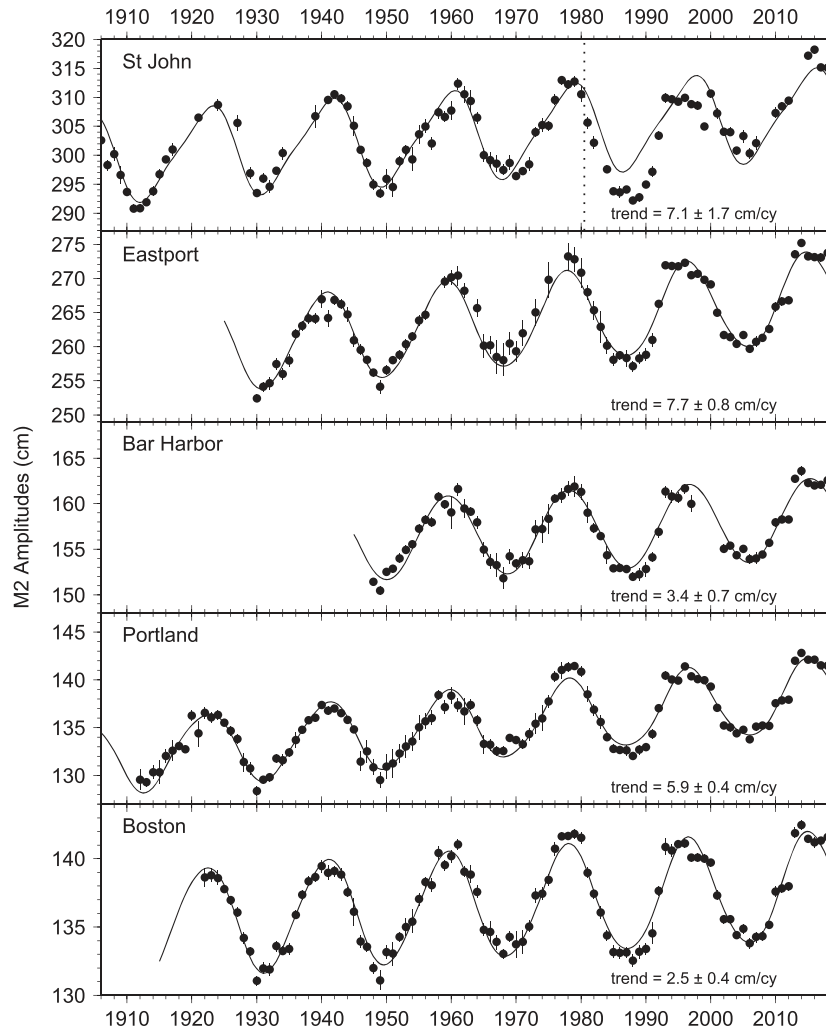 1910 1920 1930 1940 1950 1960 1970 1980 1990 2000 2010
320
St John
315
310
305
300
295
290
trend = 7.1 ± 1.7 cm/cy
275
Eastport
270
265
260
255
250
trend = 7.7 ± 0.8 cm/cy
M2 Amplitudes (cm)
Bar Harbor
165
160
155
150
trend = 3.4 ± 0.7 cm/cy
145
Portland
140
135
130
trend = 5.9 ± 0.4 cm/cy
Boston
140
135
130
trend = 2.5 ± 0.4 cm/cy
1910 1920 1930 1940 1950 1960 1970 1980 1990 2000 2010